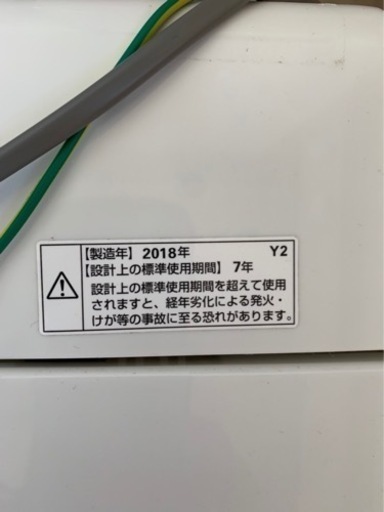 【製造年】2018年 Y2
【設計上の標準使用期間】7年
設計上の標準使用期間を超えて使用
されますと、経年劣化による発火・
けが等の事故に至る恐れがあります。